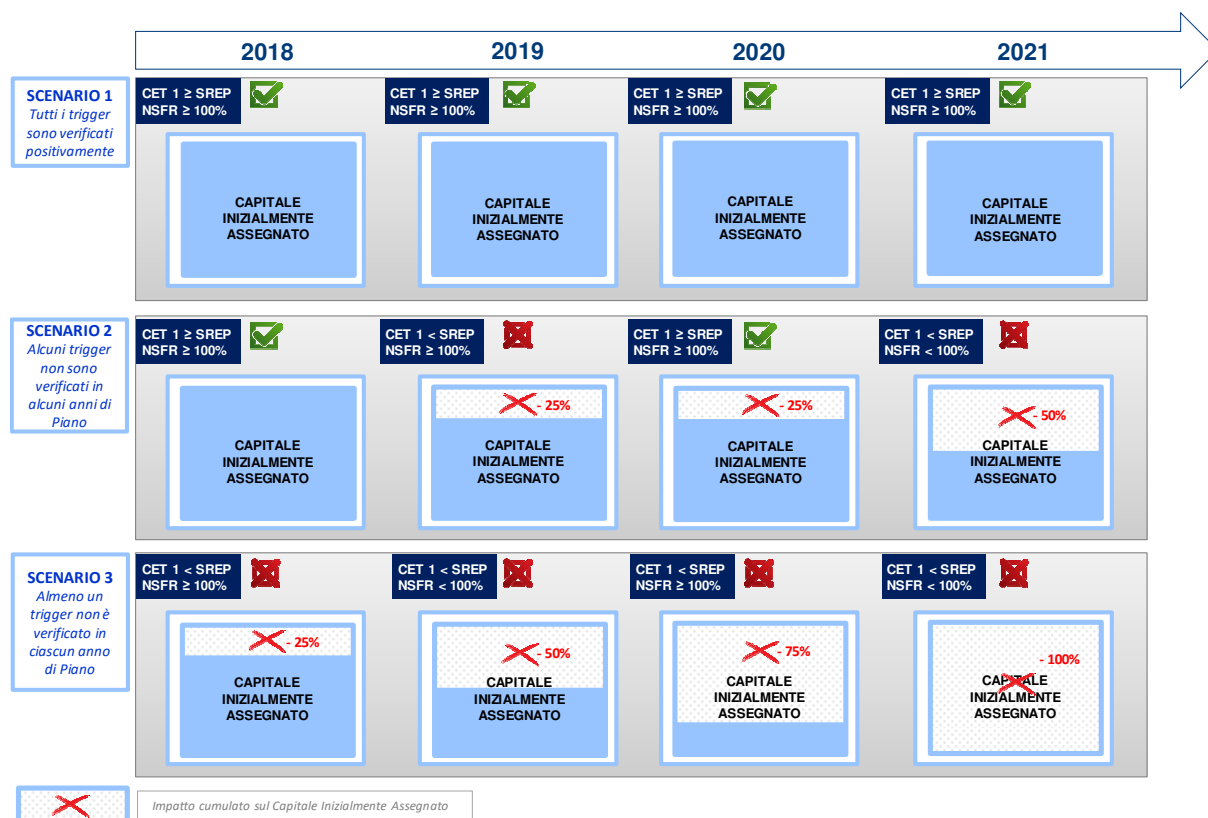 2018 2019 2020 2021
SCENARIO 1
Tutti i trigger
sono verificati
positivamente
CET 1 ≥ SREP
NSFR ≥ 100%
CET 1 ≥ SREP
NSFR ≥ 100%
CET 1 ≥ SREP
NSFR ≥ 100%
CET 1 ≥ SREP
NSFR ≥ 100%
CAPITALE
INIZIALMENTE
ASSEGNATO
CAPITALE
INIZIALMENTE
ASSEGNATO
CAPITALE
INIZIALMENTE
ASSEGNATO
CAPITALE
INIZIALMENTE
ASSEGNATO
SCENARIO 2
Alcuni trigger
non sono
verificati in
alcuni anni di
Piano
CET 1 ≥ SREP
NSFR ≥ 100%
CET 1 < SREP
NSFR ≥ 100%
CET 1 ≥ SREP
NSFR ≥ 100%
CET 1 < SREP
NSFR < 100%
CAPITALE
INIZIALMENTE
ASSEGNATO
- 25%
CAPITALE
INIZIALMENTE
ASSEGNATO
- 25%
CAPITALE
INIZIALMENTE
ASSEGNATO
- 50%
CAPITALE
INIZIALMENTE
ASSEGNATO
SCENARIO 3
Almeno un
trigger non è
verificato in
ciascun anno
di Piano
CET 1 < SREP
NSFR ≥ 100%
CET 1 < SREP
NSFR < 100%
CET 1 < SREP
NSFR ≥ 100%
CET 1 < SREP
NSFR < 100%
- 25%
CAPITALE
INIZIALMENTE
ASSEGNATO
- 50%
CAPITALE
INIZIALMENTE
ASSEGNATO
- 75%
CAPITALE
INIZIALMENTE
ASSEGNATO
- 100%
CAPITALE
INIZIALMENTE
ASSEGNATO
Impatto cumulato sul Capitale Inizialmente Assegnato